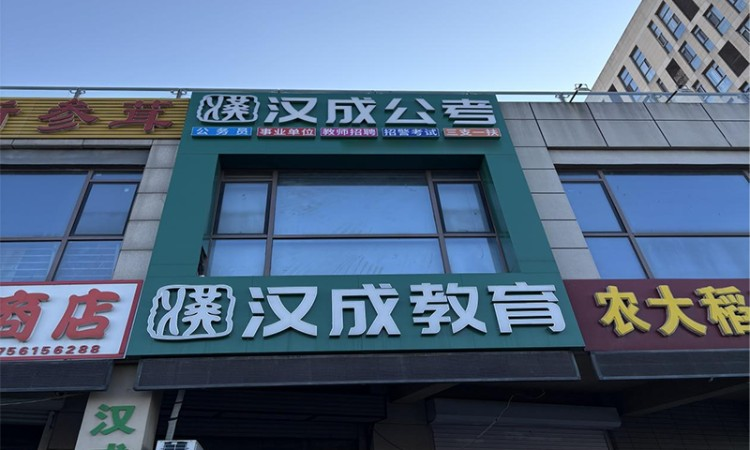 参茸
汉成公考
公务员 事业单位 教师招聘 招警考试 三支一扶
商店
756156288
汉成教育
农大稻
汉